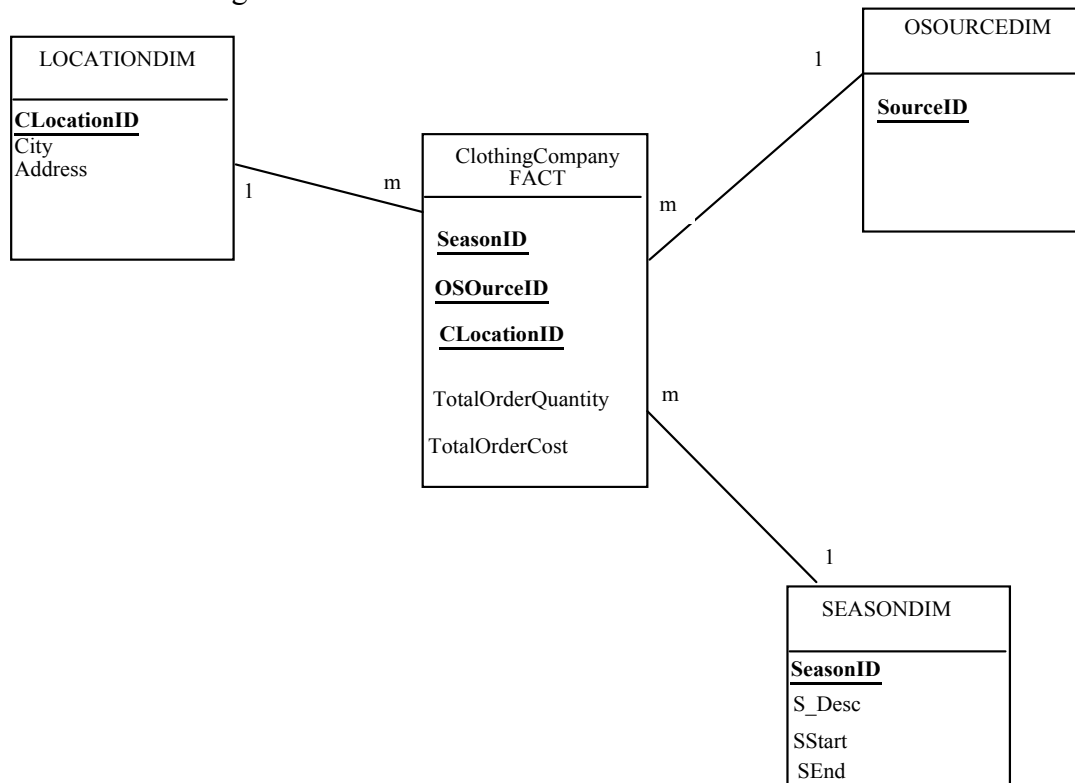 LOCATIONDIM
CLocationID
City
Address
1
m
ClothingCompany
FACT
SeasonID
OSOurceID
CLocationID
TotalOrderQuantity
TotalOrderCost
OSOURCEDIM
SourceID
1
m
m
1
SEASONDIM
SeasonID
S_Desc
SStart
SEnd